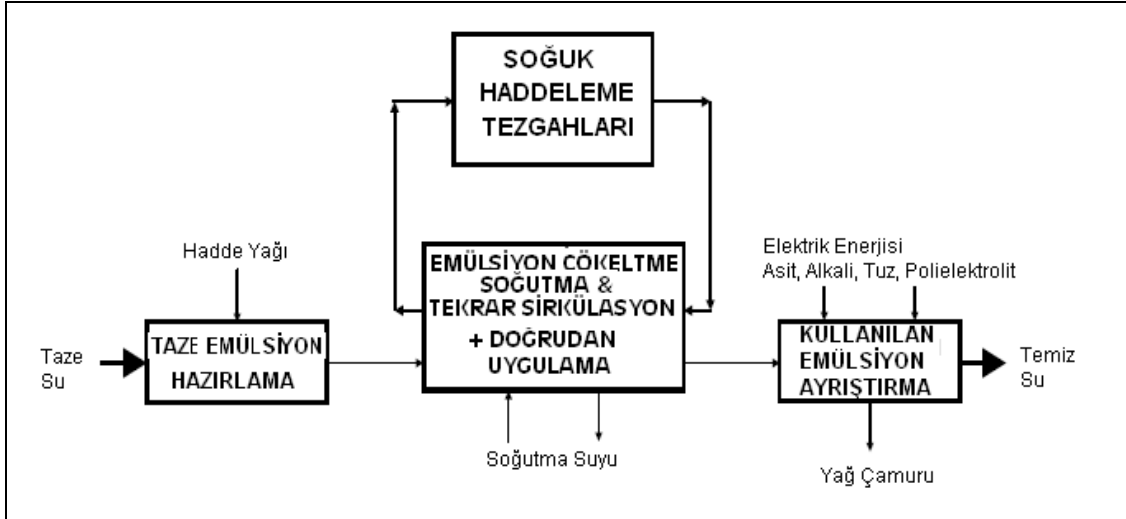 SOĞUK
HADDELEME
TEZGAHLARI
Hadde Yağı
EMÜLSİYON ÇÖKELTME
SOĞUTMA &
TEKRAR SİRKÜLASYON
+ DOĞRUDAN
UYGULAMA
Elektrik Enerjisi
Asit, Alkali, Tuz, Polielektrolit
Taze
Su
TAZE EMÜLSİYON
HAZIRLAMA
KULLANILAN
EMÜLSİYON
AYRIŞTIRMA
Temiz
Su
Soğutma Suyu
Yağ Çamuru